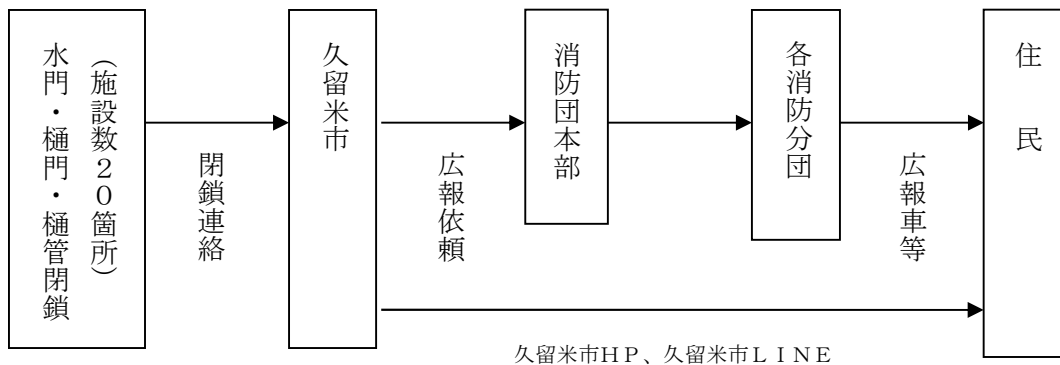 水門・樋門・樋管閉鎖
（施設数２０箇所）
閉鎖連絡
久留米市
広報依頼
消防団本部
各消防分団
広報車等
住民
久留米市ＨＰ、久留米市ＬＩＮＥ